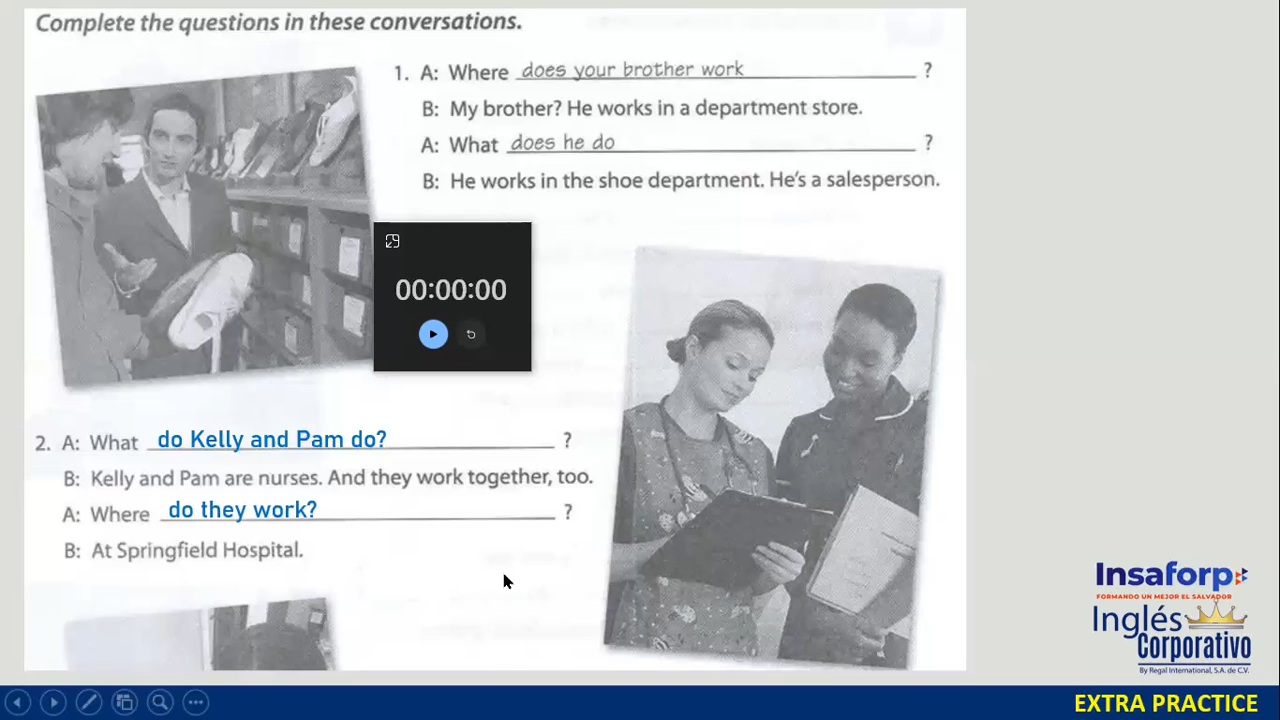 Complete the questions in these conversations.
1. A: Where does your brother work ?
B: My brother? He works in a department store.
A: What does he do ?
B: He works in the shoe department. He's a salesperson.
00:00:00
2. A: What do Kelly and Pam do? ?
B: Kelly and Pam are nurses. And they work together, too.
A: Where do they work? ?
B: At Springfield Hospital.
Insaforp
FORMANDO UN MEJOR EL SALVADOR
Inglés
Corporativo
By Regal International, S.A. de C.V.
EXTRA PRACTICE